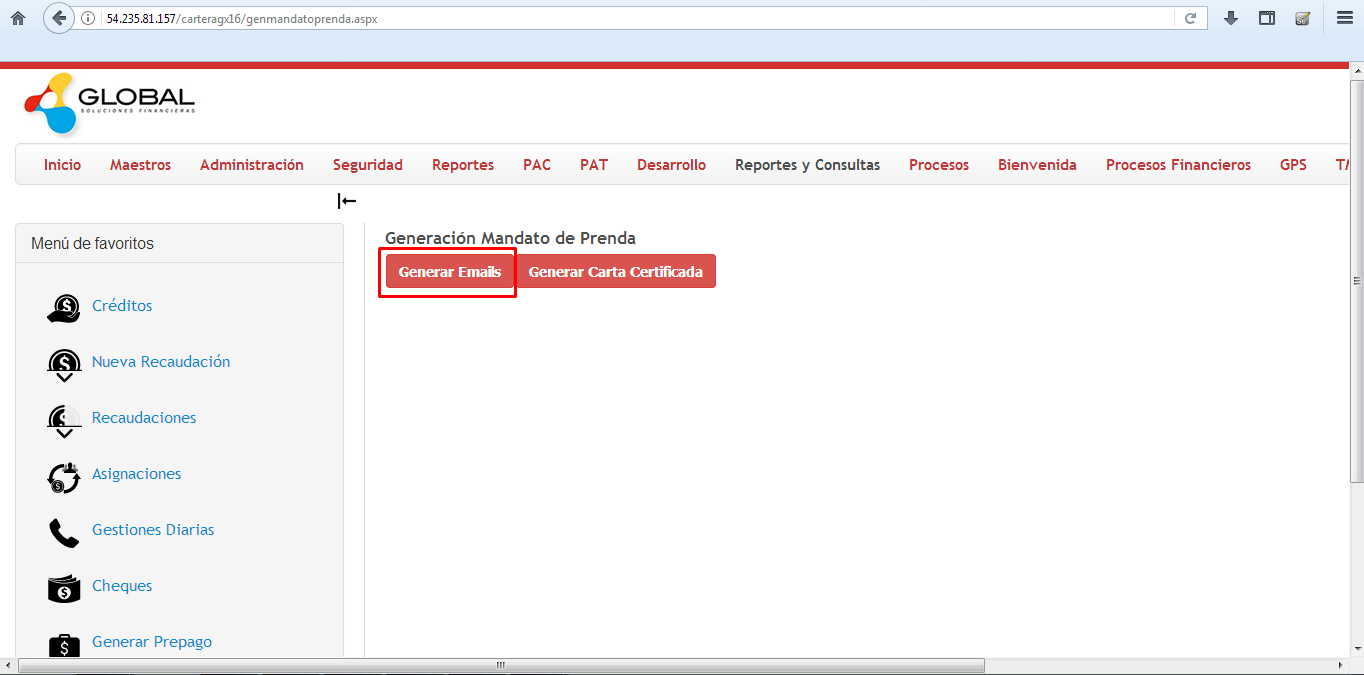 54.235.81.157/carteragx16/genmandatoprenda.aspx
GLOBAL
SOLUCIONES FINANCIERAS
Inicio Maestros Administración Seguridad Reportes PAC PAT Desarrollo Reportes y Consultas Procesos Bienvenida Procesos Financieros GPS
Menú de favoritos
Generación Mandato de Prenda
Generar Emails Generar Carta Certificada
Créditos
Nueva Recaudación
Recaudaciones
Asignaciones
Gestiones Diarias
Cheques
Generar Prepago